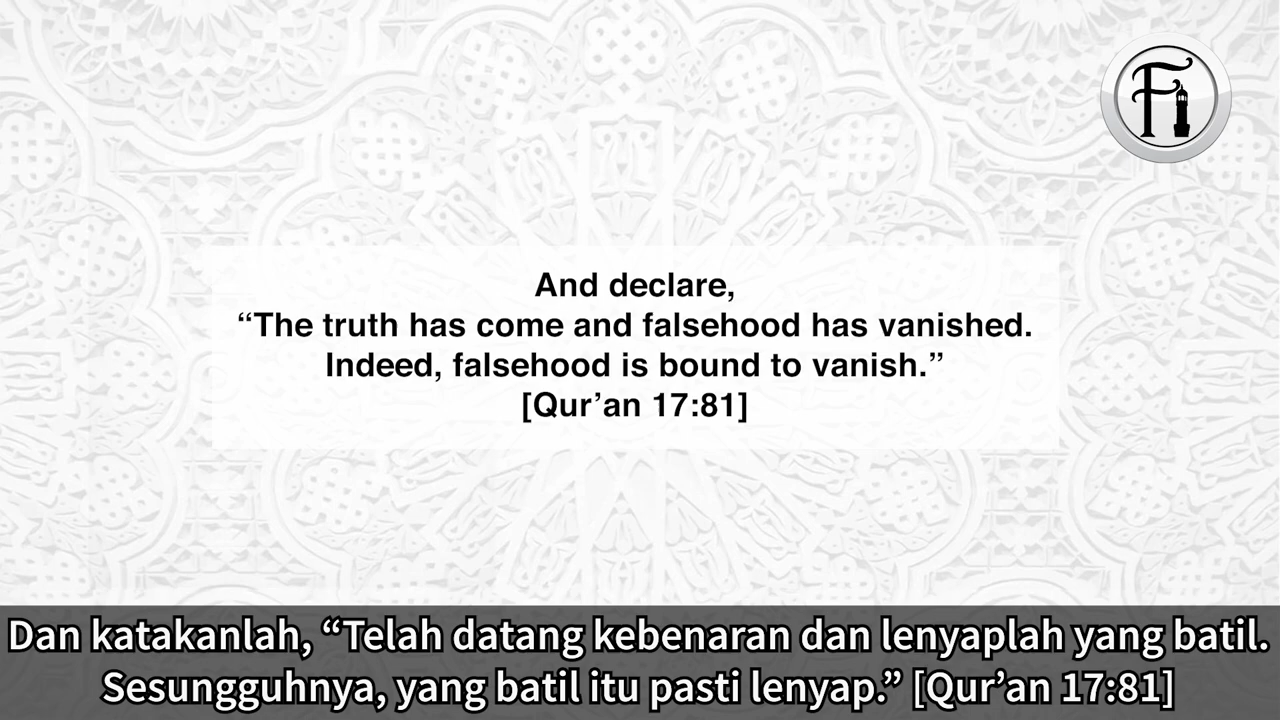 Fi
And declare,
“The truth has come and falsehood has vanished.
Indeed, falsehood is bound to vanish.”
[Qur’an 17:81]
Dan katakanlah, “Telah datang kebenaran dan lenyaplah yang batil.
Sesungguhnya, yang batil itu pasti lenyap.” [Qur’an 17:81]